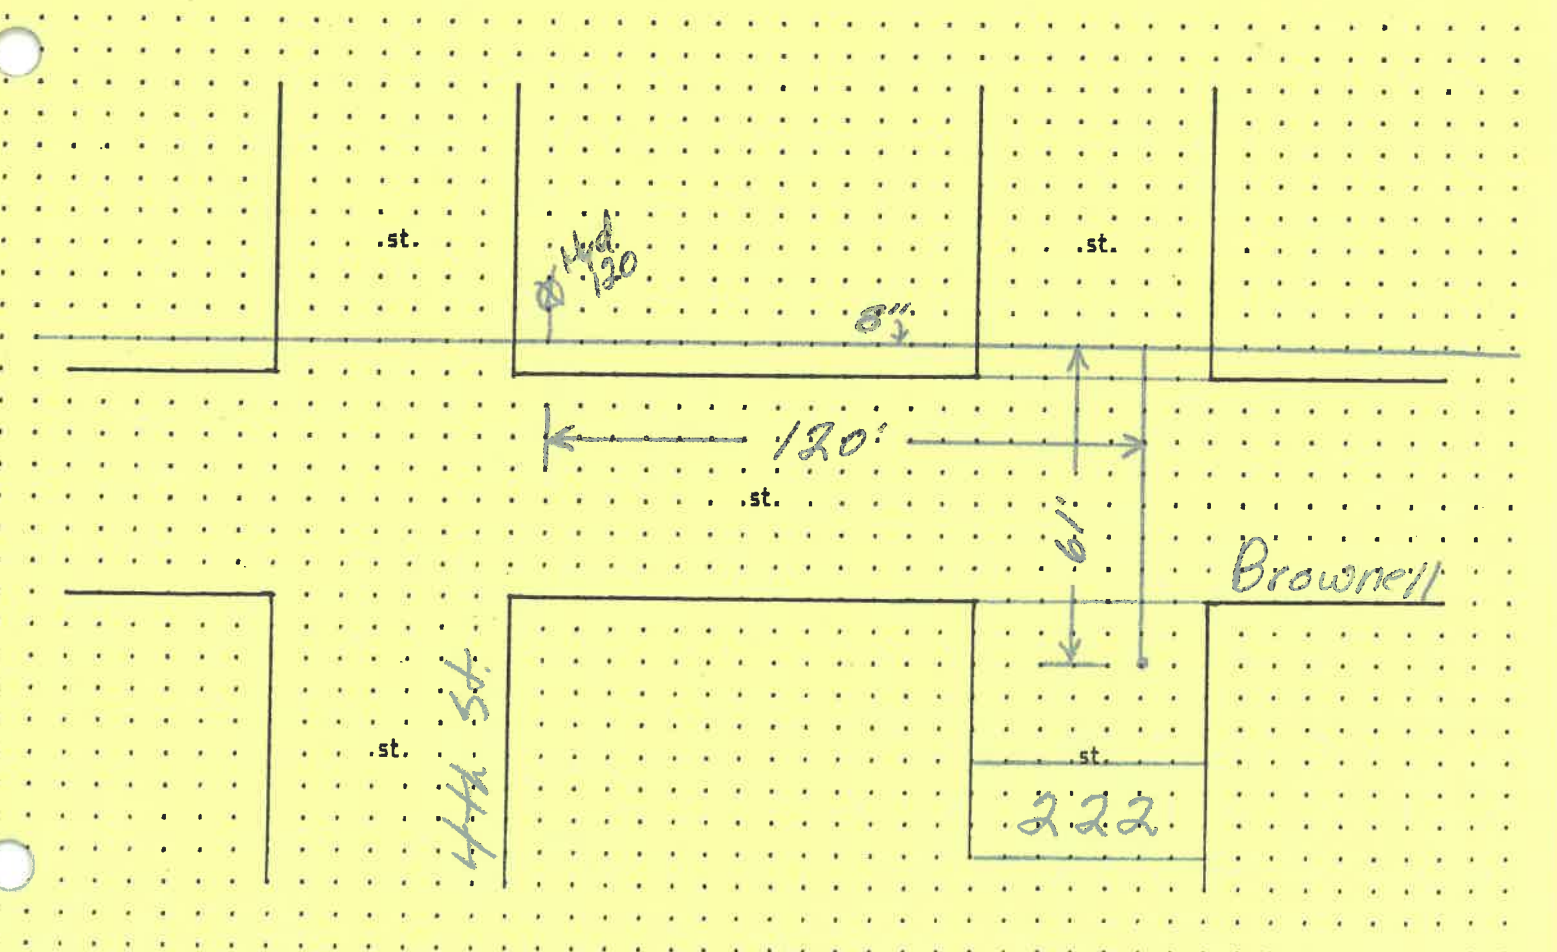 .st.
.st.
Hyd.
120
8"
120'
.st.
61'
Brownell
4th St.
.st.
st.
222